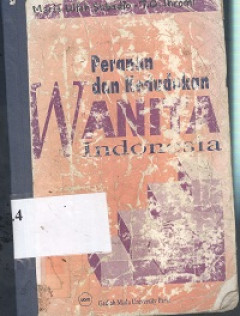 Peranan
dan Kedudukan
WANITA
Indonesia
.4
Gadjah Mada University Press